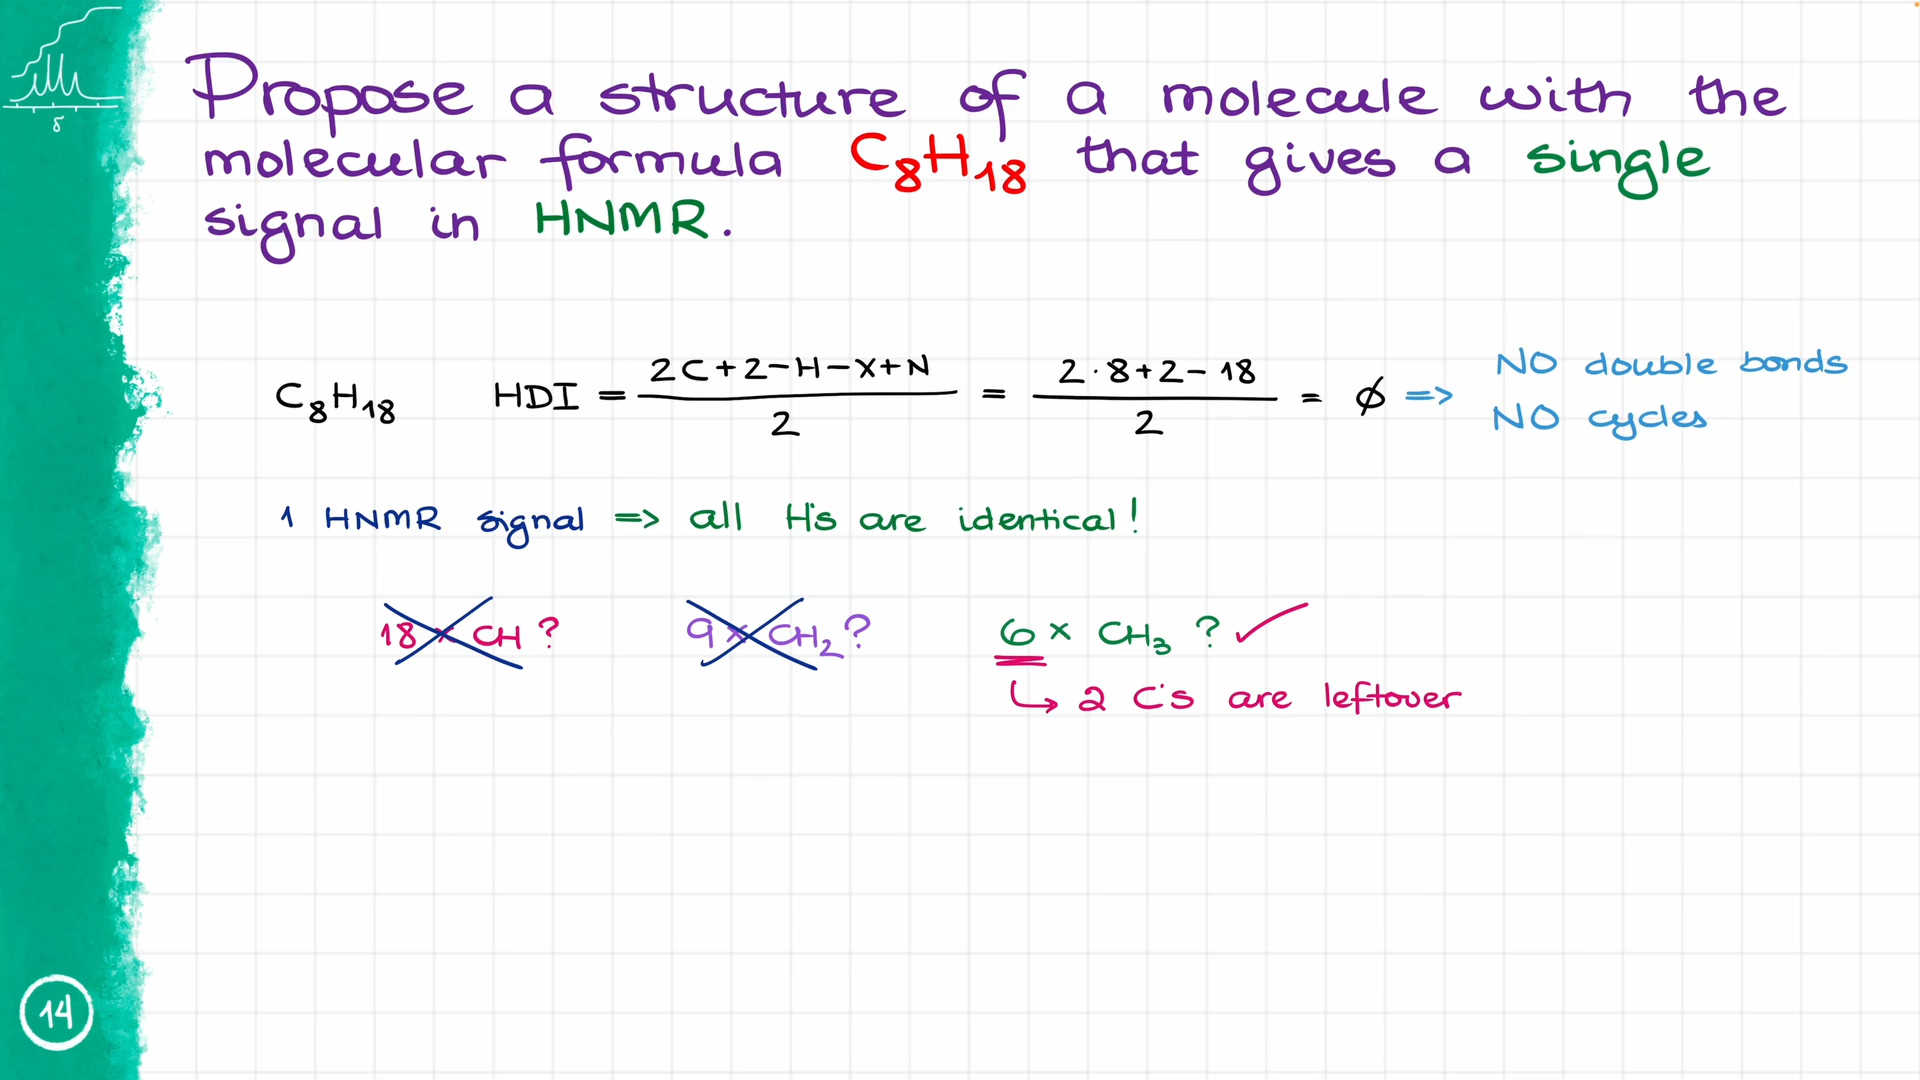 δ
Propose a structure of a molecule with the
molecular formula C₈H₁₈ that gives a single
signal in HNMR.
C₈H₁₈ HDI = (2C+2-H-X+N)/2 = (2·8+2-18)/2 = ∅ => NO double bonds
NO cycles
1 HNMR signal => all H's are identical!
18 x CH ? 9 x CH₂ ? 6 x CH₃ ? ✓
↳ 2 C's are leftover
14